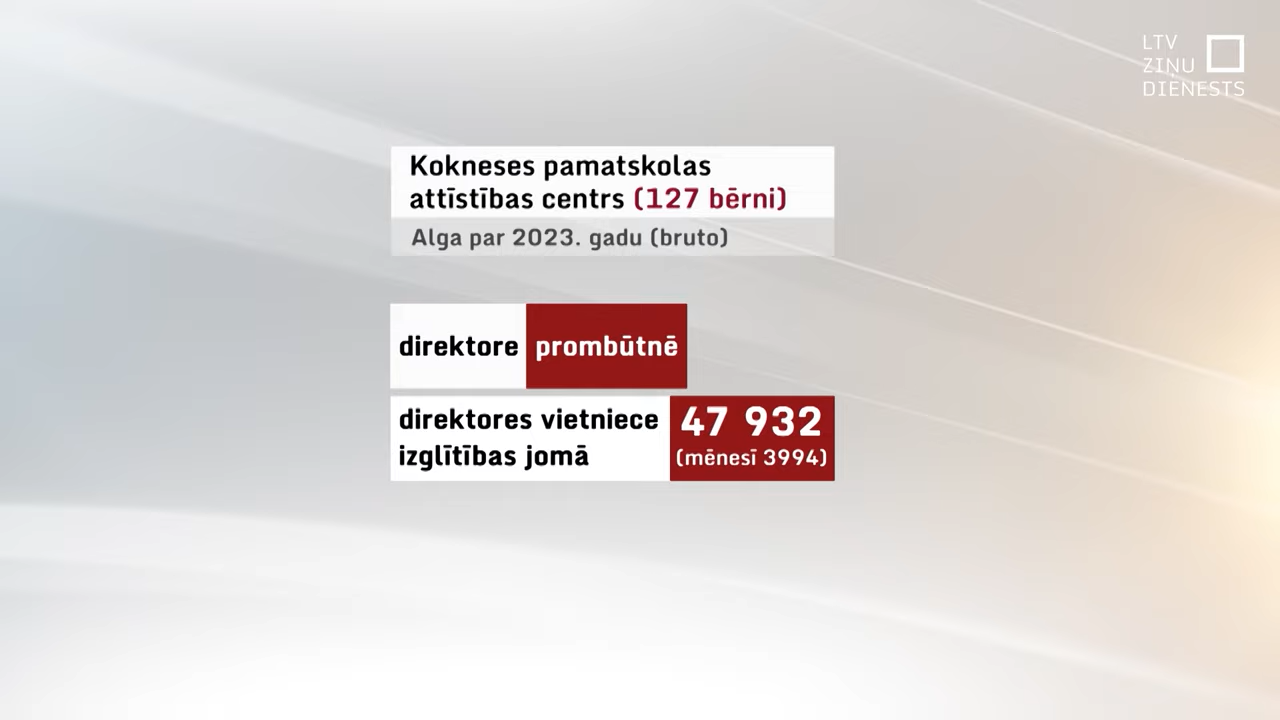 LTV
ZIŅU
DIENESTS
Kokneses pamatskolas
attīstības centrs (127 bērni)
Alga par 2023. gadu (bruto)
direktore prombūtnē
direktores vietniece 47 932
izglītības jomā (mēnesī 3994)